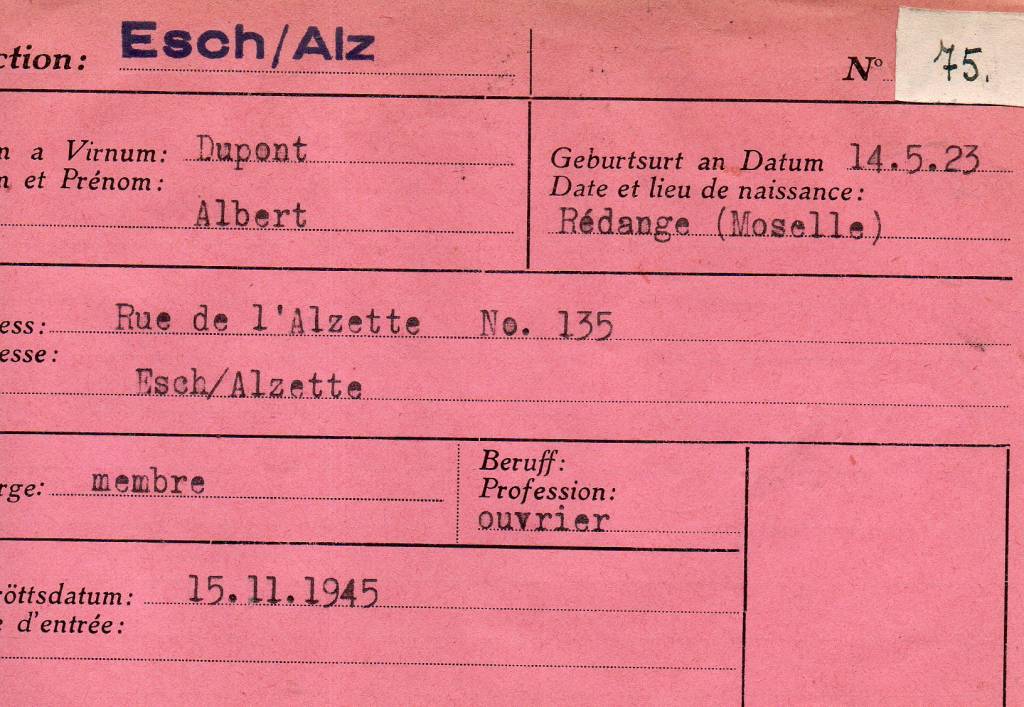 ction: Esch/Alz
N° 75.
n a Virnum: Dupont
n et Prénom:
Albert
Geburtsurt an Datum 14.5.23
Date et lieu de naissance:
Rédange (Moselle)
ess: Rue de l'Alzette No. 135
esse:
Esch/Alzette
rge: membre
Beruff:
Profession:
ouvrier
röttsdatum: 15.11.1945
e d'entrée: